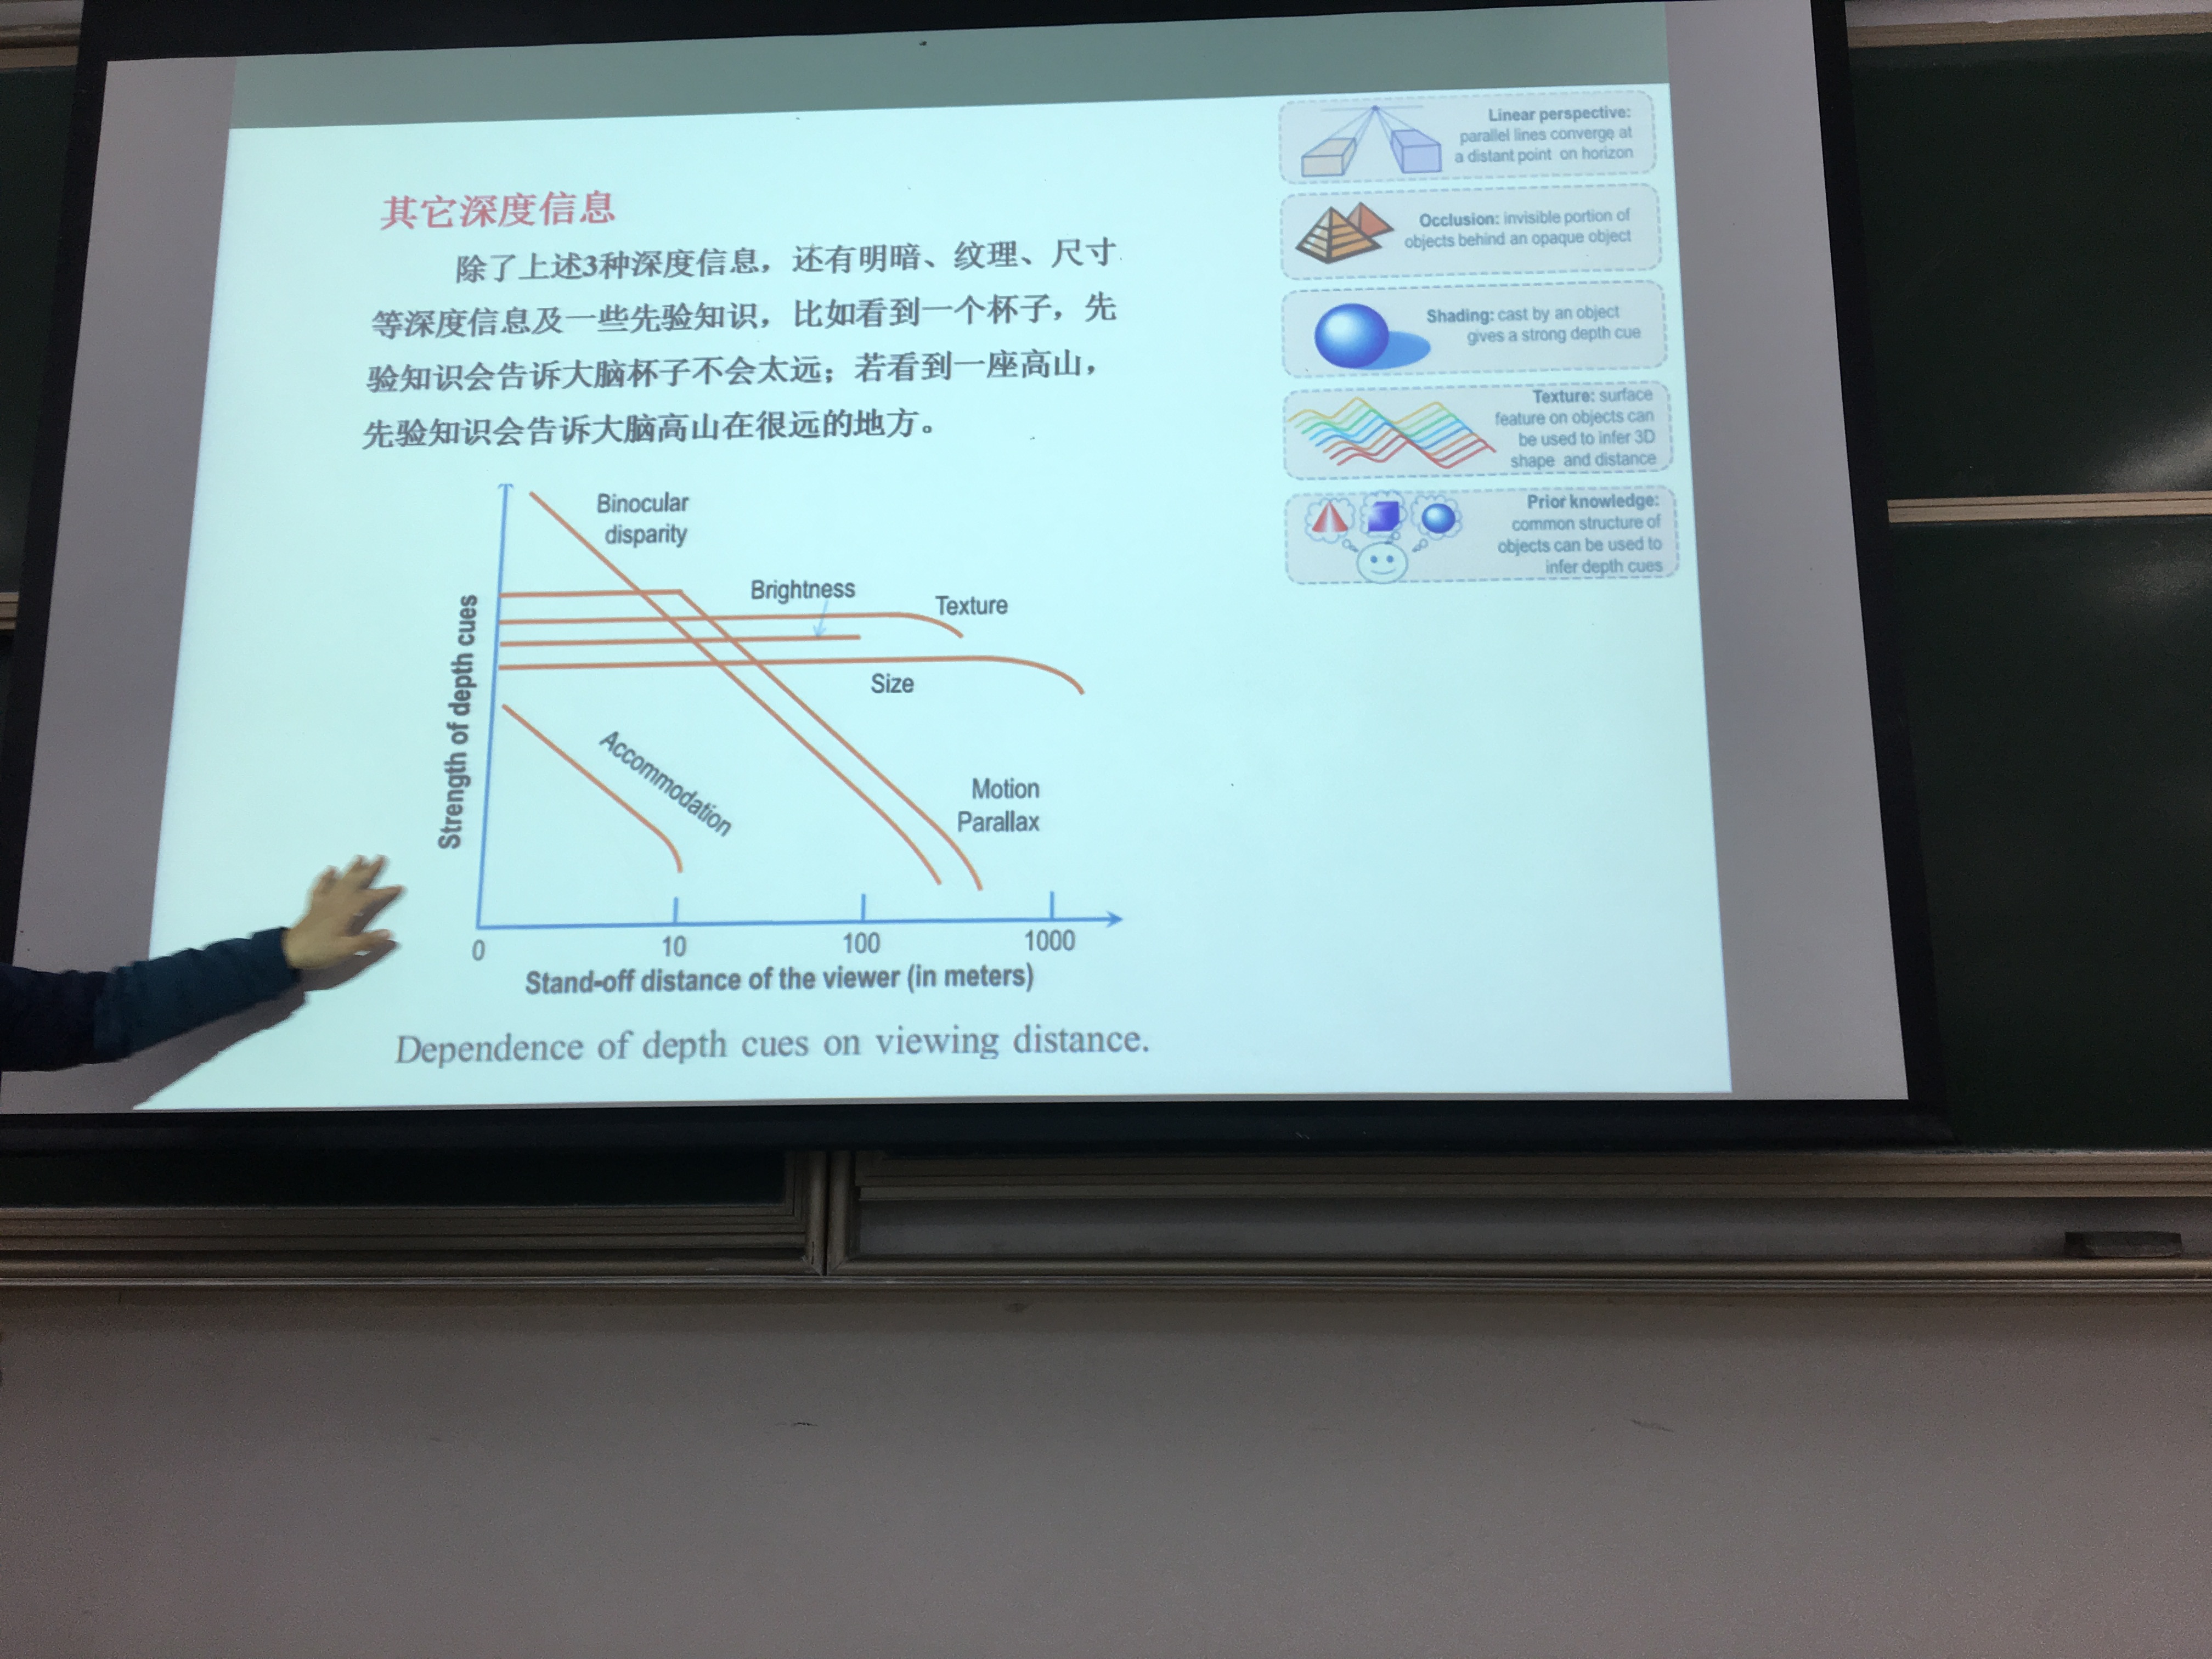 其它深度信息
除了上述3种深度信息，还有明暗、纹理、尺寸
等深度信息及一些先验知识，比如看到一个杯子，先
验知识会告诉大脑杯子不会太远；若看到一座高山，
先验知识会告诉大脑高山在很远的地方。
Binocular
disparity
Brightness
Texture
Size
Accommodation
Motion
Parallax
Strength of depth cues
0
10
100
1000
Stand-off distance of the viewer (in meters)
Dependence of depth cues on viewing distance.
Linear perspective:
parallel lines converge at
a distant point on horizon
Occlusion: invisible portion of
objects behind an opaque object
Shading: cast by an object
gives a strong depth cue
Texture: surface
feature on objects can
be used to infer 3D
shape and distance
Prior knowledge:
common structure of
objects can be used to
infer depth cues